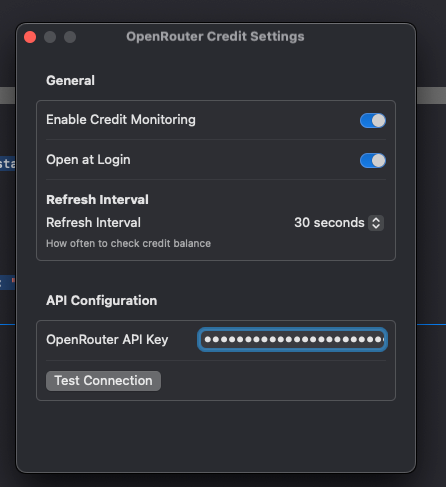 OpenRouter Credit Settings
General
Enable Credit Monitoring
Open at Login
Refresh Interval
Refresh Interval 30 seconds
How often to check credit balance
API Configuration
OpenRouter API Key
Test Connection